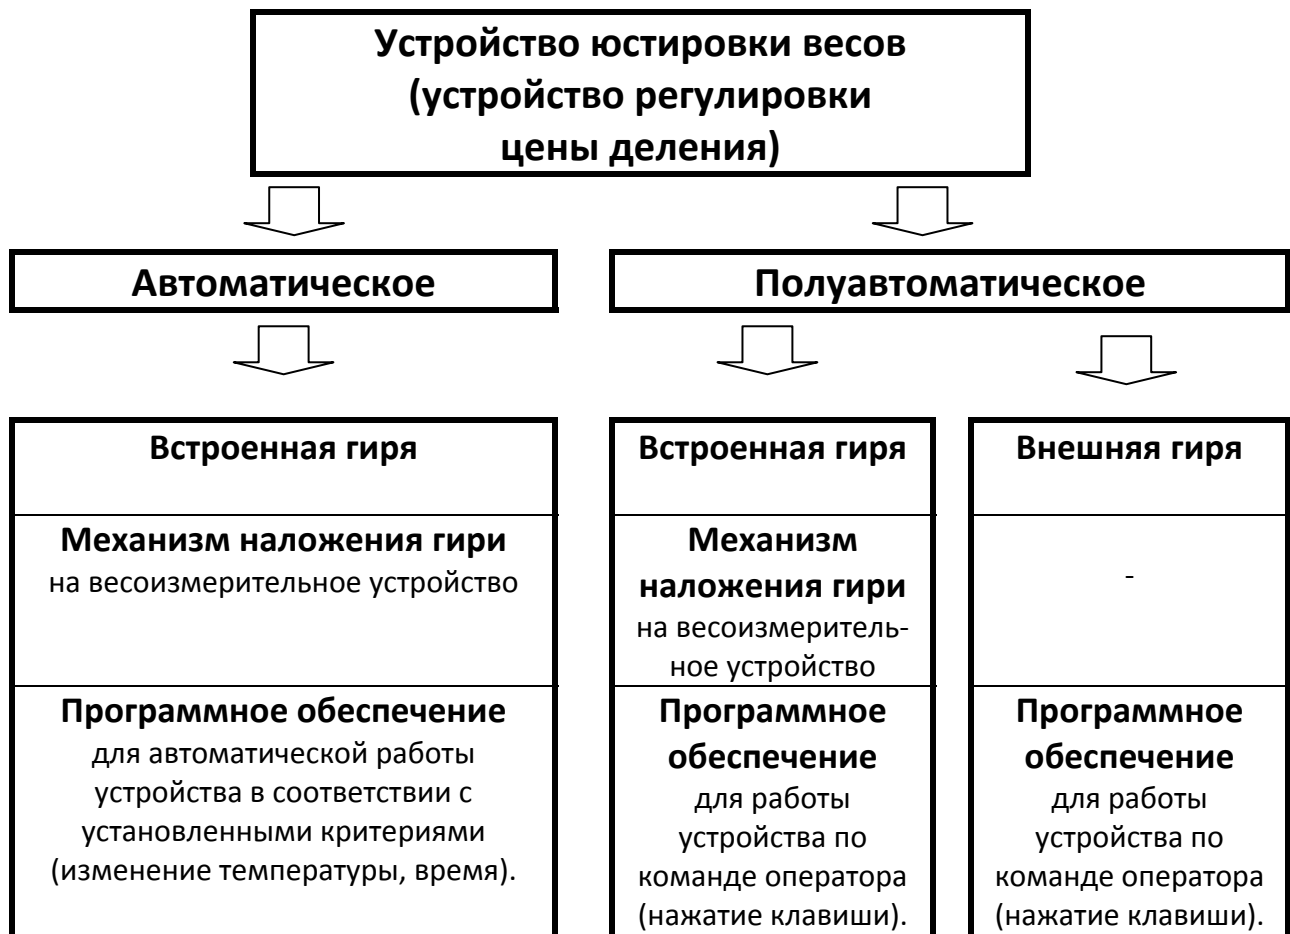 Устройство юстировки весов
(устройство регулировки
цены деления)
Автоматическое
Полуавтоматическое
Встроенная гиря
Механизм наложения гири
на весоизмерительное устройство
Программное обеспечение
для автоматической работы
устройства в соответствии с
установленными критериями
(изменение температуры, время).
Встроенная гиря
Механизм
наложения гири
на весоизмеритель-
ное устройство
Программное
обеспечение
для работы
устройства по
команде оператора
(нажатие клавиши).
Внешняя гиря
-
Программное
обеспечение
для работы
устройства по
команде оператора
(нажатие клавиши).